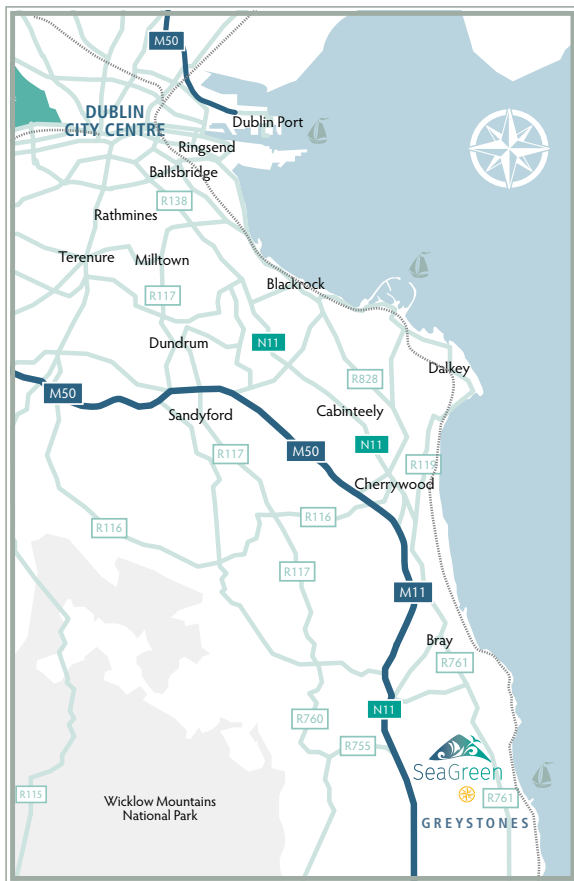 M50
DUBLIN
CITY CENTRE
Dublin Port
Ringsend
Ballsbridge
R138
Rathmines
Terenure
Milltown
Blackrock
R117
Dundrum
N11
Dalkey
R828
M50
Sandyford
Cabinteely
N11
M50
R117
R119
Cherrywood
R116
R116
R117
M11
Bray
R761
N11
R760
R755
SeaGreen
R115
R761
Wicklow Mountains
National Park
GREYSTONES